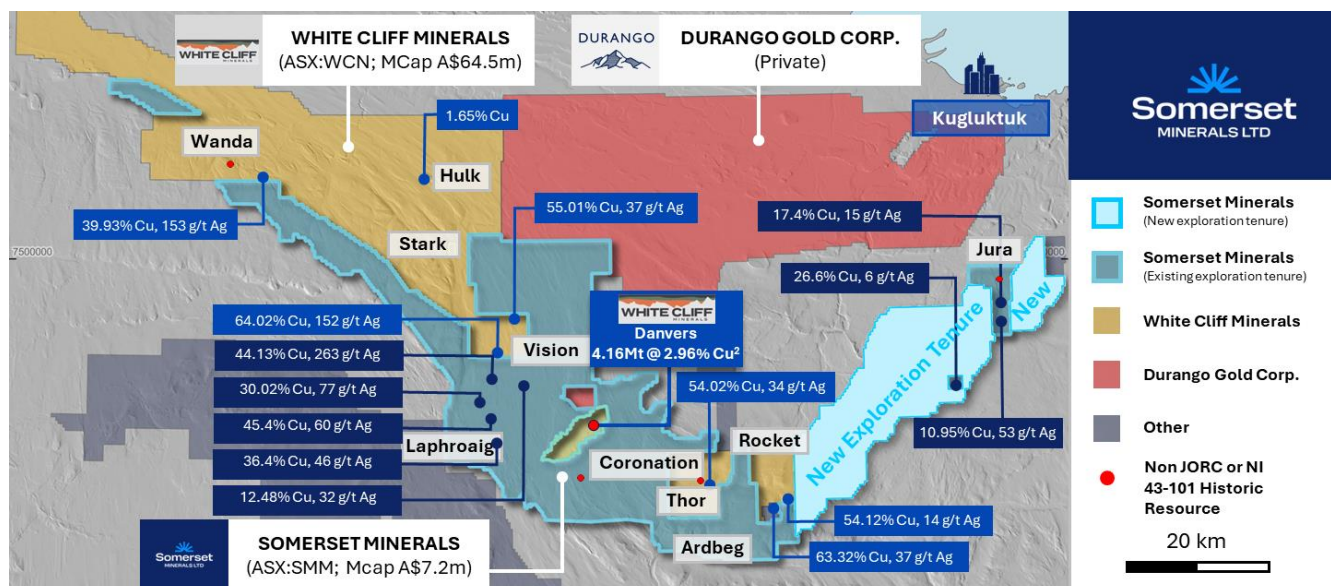 WHITE CLIFF
MINERALS
WHITE CLIFF MINERALS
(ASX:WCN; MCap A$64.5m)
DURANGO
DURANGO GOLD CORP.
(Private)
Kugluktuk
1.65% Cu
Wanda
Hulk
39.93% Cu, 153 g/t Ag
55.01% Cu, 37 g/t Ag
17.4% Cu, 15 g/t Ag
Stark
Jura
7500000
26.6% Cu, 6 g/t Ag
New
64.02% Cu, 152 g/t Ag
44.13% Cu, 263 g/t Ag
30.02% Cu, 77 g/t Ag
45.4% Cu, 60 g/t Ag
36.4% Cu, 46 g/t Ag
12.48% Cu, 32 g/t Ag
Vision
WHITE CLIFF
MINERALS
Danvers
4.16Mt @ 2.96% Cu²
54.02% Cu, 34 g/t Ag
New Exploration Tenure
10.95% Cu, 53 g/t Ag
Laphroaig
Rocket
Coronation
Thor
54.12% Cu, 14 g/t Ag
63.32% Cu, 37 g/t Ag
Ardbeg
Somerset
MINERALS LTD
SOMERSET MINERALS
(ASX:SMM; Mcap A$7.2m)
Somerset
MINERALS LTD
Somerset Minerals
(New exploration tenure)
Somerset Minerals
(Existing exploration tenure)
White Cliff Minerals
Durango Gold Corp.
Other
Non JORC or NI
43-101 Historic
Resource
20 km